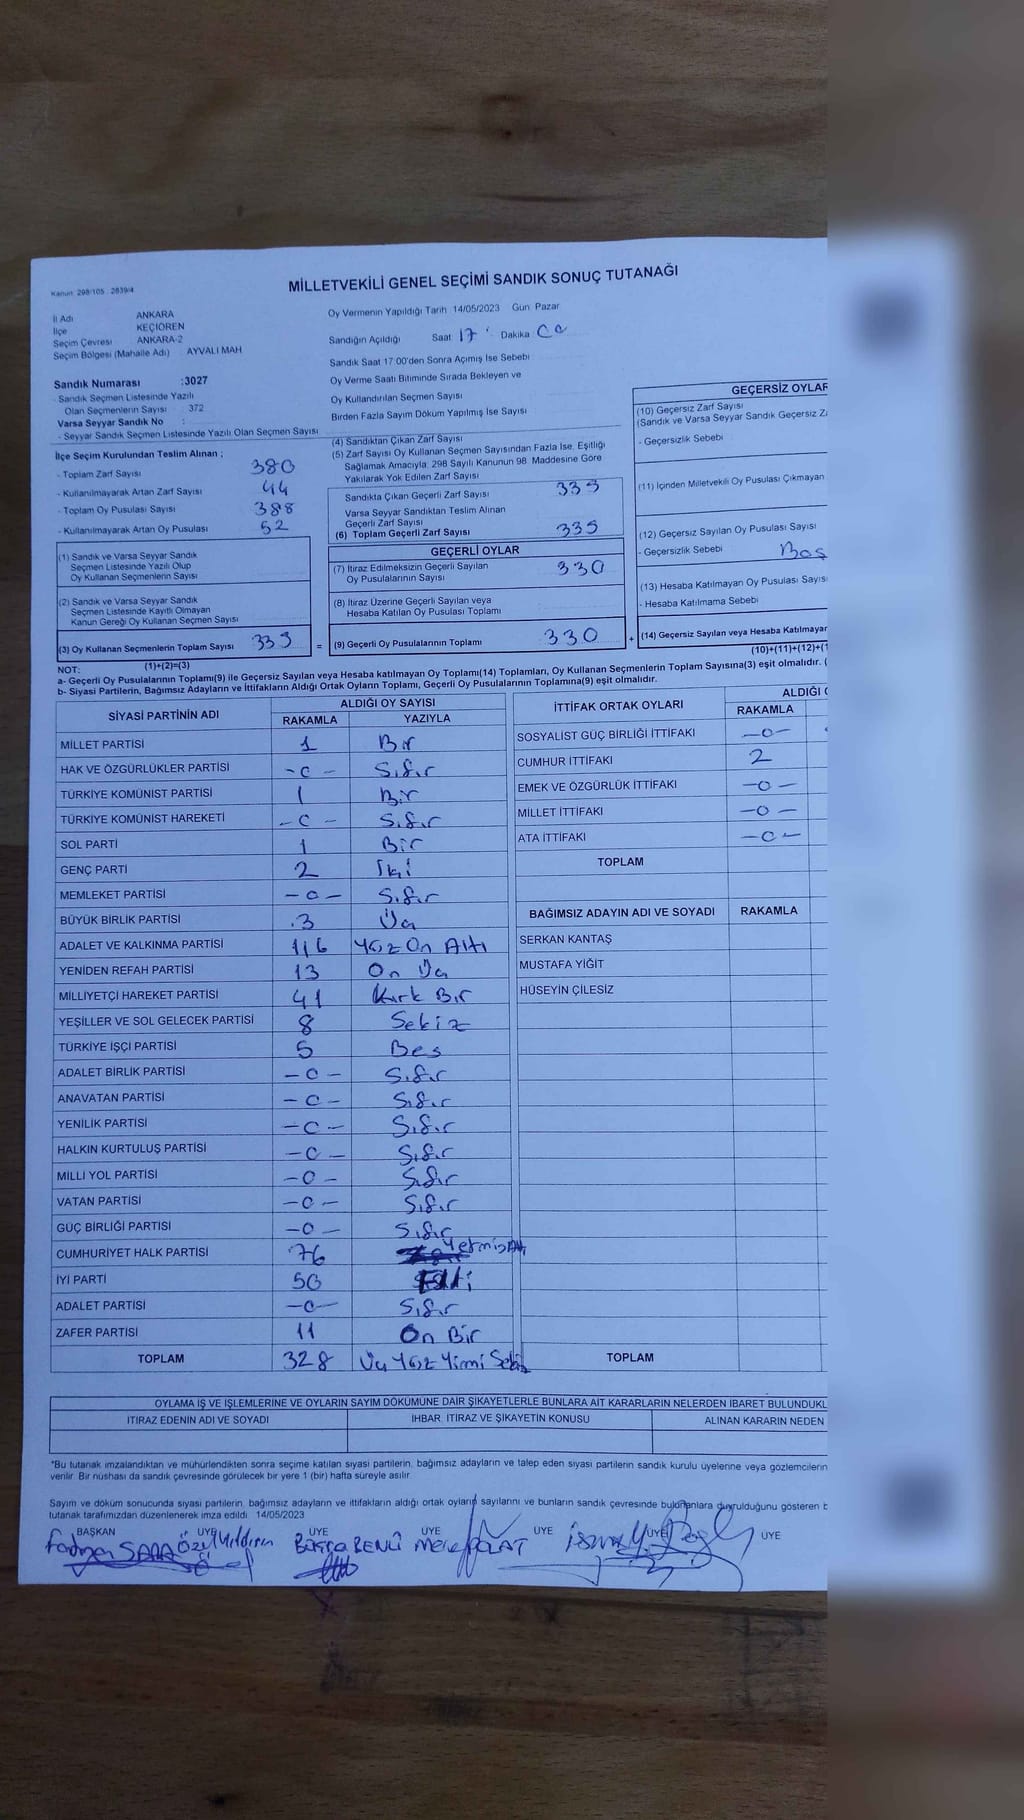 Kanun: 298/105 . 2839/4
MİLLETVEKİLİ GENEL SEÇİMİ SANDIK SONUÇ TUTANAĞI
İl Adı ANKARA
İlçe KEÇİÖREN
Seçim Çevresi ANKARA-2
Seçim Bölgesi (Mahalle Adı) AYVALI MAH
Oy Vermenin Yapıldığı Tarih 14/05/2023 Gün Pazar
Sandığın Açıldığı Saat 17 Dakika 00
Sandık Saat 17:00'den Sonra Açımış İse Sebebi
Oy Verme Saati Bitiminde Sırada Bekleyen ve
Oy Kullandırılan Seçmen Sayısı
Birden Fazla Sayım Döküm Yapılmış İse Sayısı
Sandık Numarası :3027
- Sandık Seçmen Listesinde Yazılı
Olan Seçmenlerin Sayısı : 372
Varsa Seyyar Sandık No :
- Seyyar Sandık Seçmen Listesinde Yazılı Olan Seçmen Sayısı
İlçe Seçim Kurulundan Teslim Alınan ;
- Toplam Zarf Sayısı 380
- Kullanılmayarak Artan Zarf Sayısı 44
- Toplam Oy Pusulası Sayısı 388
- Kullanılmayarak Artan Oy Pusulası 52
(1) Sandık ve Varsa Seyyar Sandık
Seçmen Listesinde Yazılı Olup
Oy Kullanan Seçmenlerin Sayısı
(2) Sandık ve Varsa Seyyar Sandık
Seçmen Listesinde Kayıtlı Olmayan
Kanun Gereği Oy Kullanan Seçmen Sayısı
(3) Oy Kullanan Seçmenlerin Toplam Sayısı 335 =
(1)+(2)=(3)
(4) Sandıktan Çıkan Zarf Sayısı
(5) Zarf Sayısı Oy Kullanan Seçmen Sayısından Fazla İse, Eşitliği
Sağlamak Amacıyla, 298 Sayılı Kanunun 98. Maddesine Göre
Yakılarak Yok Edilen Zarf Sayısı
Sandıkta Çıkan Geçerli Zarf Sayısı 335
Varsa Seyyar Sandıktan Teslim Alınan
Geçerli Zarf Sayısı
(6) Toplam Geçerli Zarf Sayısı 335
GEÇERLİ OYLAR
(7) İtiraz Edilmeksizin Geçerli Sayılan
Oy Pusulalarının Sayısı 330
(8) İtiraz Üzerine Geçerli Sayılan veya
Hesaba Katılan Oy Pusulası Toplamı
(9) Geçerli Oy Pusulalarının Toplamı 330 +
GEÇERSİZ OYLAR
(10) Geçersiz Zarf Sayısı
(Sandık ve Varsa Seyyar Sandık Geçersiz
- Geçersizlik Sebebi
(11) İçinden Milletvekili Oy Pusulası Çıkmayan
(12) Geçersiz Sayılan Oy Pusulası Sayısı
- Geçersizlik Sebebi Boş
(13) Hesaba Katılmayan Oy Pusulası
- Hesaba Katılmama Sebebi
(14) Geçersiz Sayılan veya Hesaba Katılmayan
(10)+(11)+(12)+(1
NOT:
a- Geçerli Oy Pusulalarının Toplamı(9) ile Geçersiz Sayılan veya Hesaba katılmayan Oy Toplamı(14) Toplamları, Oy Kullanan Seçmenlerin Toplam Sayısına(3) eşit olmalıdır. (
b- Siyasi Partilerin, Bağımsız Adayların ve İttifakların Aldığı Ortak Oyların Toplamı, Geçerli Oy Pusulalarının Toplamına(9) eşit olmalıdır.
SİYASİ PARTİNİN ADI ALDIĞI OY SAYISI
RAKAMLA YAZIYLA
MİLLET PARTİSİ 1 Bir
HAK VE ÖZGÜRLÜKLER PARTİSİ -0- Sıfır
TÜRKİYE KOMÜNİST PARTİSİ 1 Bir
TÜRKİYE KOMÜNİST HAREKETİ -0- Sıfır
SOL PARTİ 1 Bir
GENÇ PARTİ 2 İki
MEMLEKET PARTİSİ -0- Sıfır
BÜYÜK BİRLİK PARTİSİ 3 Üç
ADALET VE KALKINMA PARTİSİ 116 Yüz On Altı
YENİDEN REFAH PARTİSİ 13 On Üç
MİLLİYETÇİ HAREKET PARTİSİ 41 Kırk Bir
YEŞİLLER VE SOL GELECEK PARTİSİ 8 Sekiz
TÜRKİYE İŞÇİ PARTİSİ 5 Beş
ADALET BİRLİK PARTİSİ -0- Sıfır
ANAVATAN PARTİSİ -0- Sıfır
YENİLİK PARTİSİ -0- Sıfır
HALKIN KURTULUŞ PARTİSİ -0- Sıfır
MİLLİ YOL PARTİSİ -0- Sıfır
VATAN PARTİSİ -0- Sıfır
GÜÇ BİRLİĞİ PARTİSİ -0- Sıfır
CUMHURİYET HALK PARTİSİ 76 Yetmiş Altı
İYİ PARTİ 50 Elli
ADALET PARTİSİ -0- Sıfır
ZAFER PARTİSİ 11 On Bir
TOPLAM 328 Üç Yüz Yirmi Sekiz
İTTİFAK ORTAK OYLARI ALDIĞI
RAKAMLA
SOSYALİST GÜÇ BİRLİĞİ İTTİFAKI -0-
CUMHUR İTTİFAKI 2
EMEK VE ÖZGÜRLÜK İTTİFAKI -0-
MİLLET İTTİFAKI -0-
ATA İTTİFAKI -0-
TOPLAM
BAĞIMSIZ ADAYIN ADI VE SOYADI RAKAMLA
SERKAN KANTAŞ
MUSTAFA YİĞİT
HÜSEYİN ÇİLESİZ
TOPLAM
OYLAMA İŞ VE İŞLEMLERİNE VE OYLARIN SAYIM DÖKÜMÜNE DAİR ŞİKAYETLERLE BUNLARA AİT KARARLARIN NELERDEN İBARET BULUNDUKL
İTİRAZ EDENİN ADI VE SOYADI İHBAR, İTİRAZ VE ŞİKAYETİN KONUSU ALINAN KARARIN NEDEN
*Bu tutanak imzalandıktan ve mühürlendikten sonra seçime katılan siyasi partilerin, bağımsız adayların ve talep eden siyasi partilerin sandık kurulu üyelerine veya gözlemcilerin
verilir. Bir nüshası da sandık çevresinde görülecek bir yere 1 (bir) hafta süreyle asılır.
Sayım ve döküm sonucunda siyasi partilerin, bağımsız adayların ve ittifakların aldığı ortak oyların sayılarını ve bunların sandık çevresinde bulunanlara duyrulduğunu gösteren
tutanak tarafımızdan düzenlenerek imza edildi. 14/05/2023
BAŞKAN ÜYE ÜYE ÜYE ÜYE ÜYE ÜYE